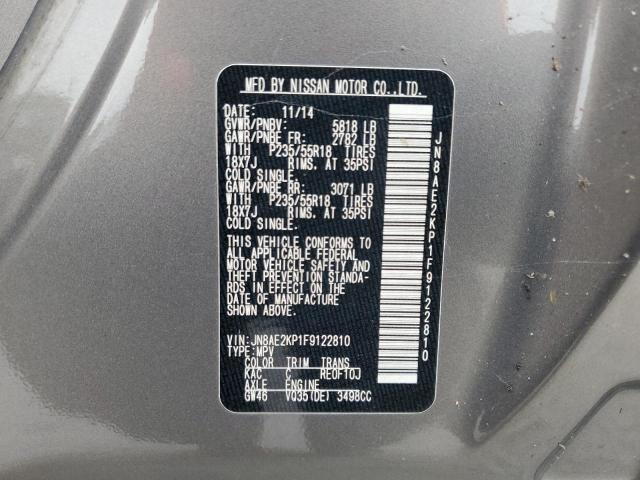 MFD BY NISSAN MOTOR CO.,LTD.
DATE: 11/14
GVWR/PNBV: 5818 LB
GAWR/PNBE FR: 2782 LB
WITH P235/55R18 TIRES
18X7J RIMS. AT 35PSI
COLD SINGLE.
GAWR/PNBE RR: 3071 LB
WITH P235/55R18 TIRES
18X7J RIMS. AT 35PSI
COLD SINGLE.
THIS VEHICLE CONFORMS TO
ALL APPLICABLE FEDERAL
MOTOR VEHICLE SAFETY AND
THEFT PREVENTION STANDA-
RDS IN EFFECT ON THE
DATE OF MANUFACTURE
SHOWN ABOVE.
VIN: JN8AE2KP1F9122810
TYPE: MPV
COLOR TRIM TRANS
KAC C RE0F10J
AXLE ENGINE
GW46 VQ35(DE) 3498CC
JN8AE2KP1F9122810